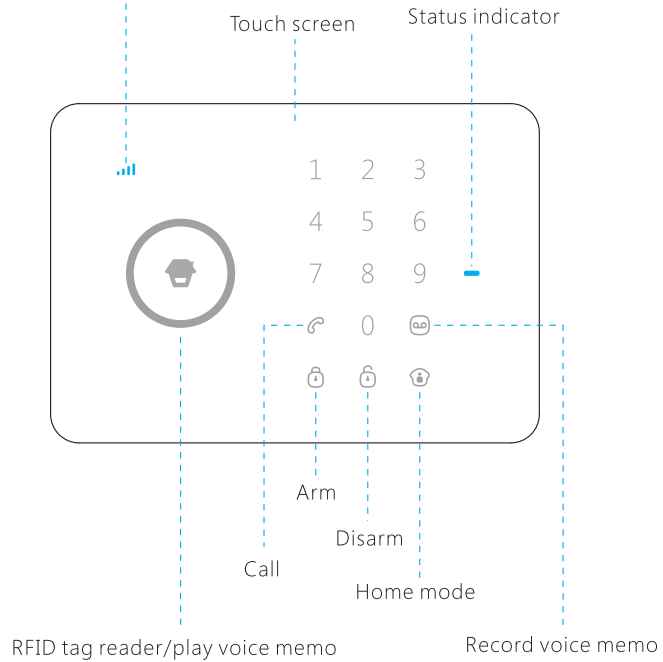 Status indicator
Touch screen
1 2 3
4 5 6
7 8 9
0
Arm
Disarm
Call
Home mode
RFID tag reader/play voice memo
Record voice memo